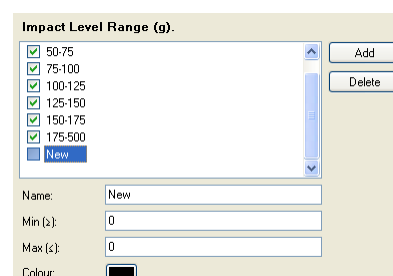 Impact Level Range (g).
50-75
75-100
100-125
125-150
150-175
175-500
New
Add
Delete
Name: New
Min (≥): 0
Max (≤): 0
Colour: